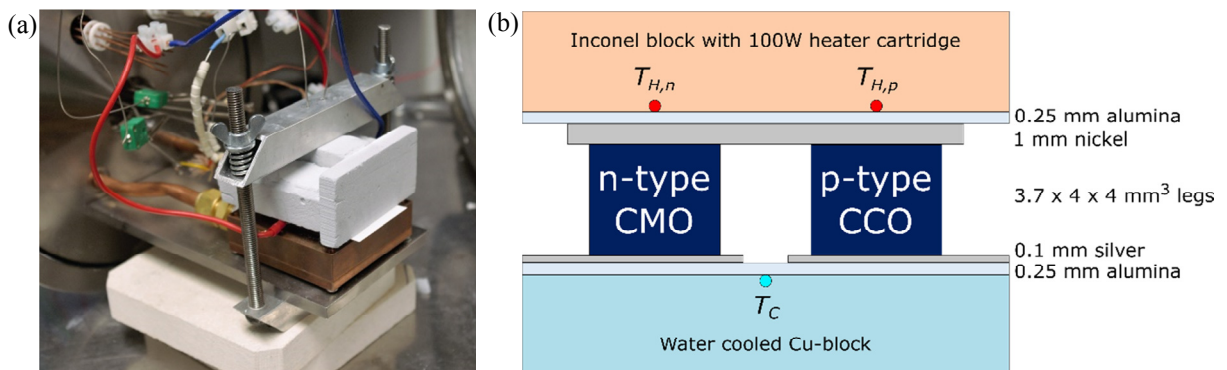 (a)
(b)
Inconel block with 100W heater cartridge
T_H,n
T_H,p
0.25 mm alumina
1 mm nickel
n-type
CMO
p-type
CCO
3.7 x 4 x 4 mm³ legs
0.1 mm silver
0.25 mm alumina
T_C
Water cooled Cu-block